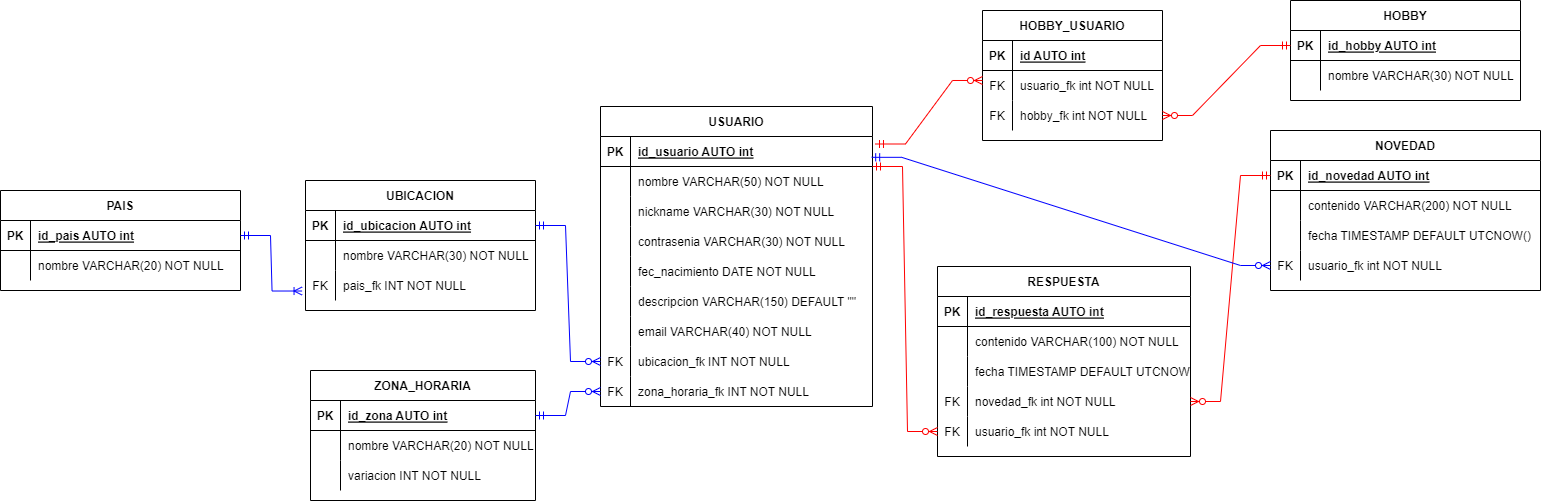 PAIS
PK id_pais AUTO int
nombre VARCHAR(20) NOT NULL
UBICACION
PK id_ubicacion AUTO int
nombre VARCHAR(30) NOT NULL
FK pais_fk INT NOT NULL
ZONA_HORARIA
PK id_zona AUTO int
nombre VARCHAR(20) NOT NULL
variacion INT NOT NULL
USUARIO
PK id_usuario AUTO int
nombre VARCHAR(50) NOT NULL
nickname VARCHAR(30) NOT NULL
contrasenia VARCHAR(30) NOT NULL
fec_nacimiento DATE NOT NULL
descripcion VARCHAR(150) DEFAULT ""
email VARCHAR(40) NOT NULL
FK ubicacion_fk INT NOT NULL
FK zona_horaria_fk INT NOT NULL
HOBBY_USUARIO
PK id AUTO int
FK usuario_fk int NOT NULL
FK hobby_fk int NOT NULL
HOBBY
PK id_hobby AUTO int
nombre VARCHAR(30) NOT NULL
NOVEDAD
PK id_novedad AUTO int
contenido VARCHAR(200) NOT NULL
fecha TIMESTAMP DEFAULT UTCNOW()
FK usuario_fk int NOT NULL
RESPUESTA
PK id_respuesta AUTO int
contenido VARCHAR(100) NOT NULL
fecha TIMESTAMP DEFAULT UTCNOW
FK novedad_fk int NOT NULL
FK usuario_fk int NOT NULL